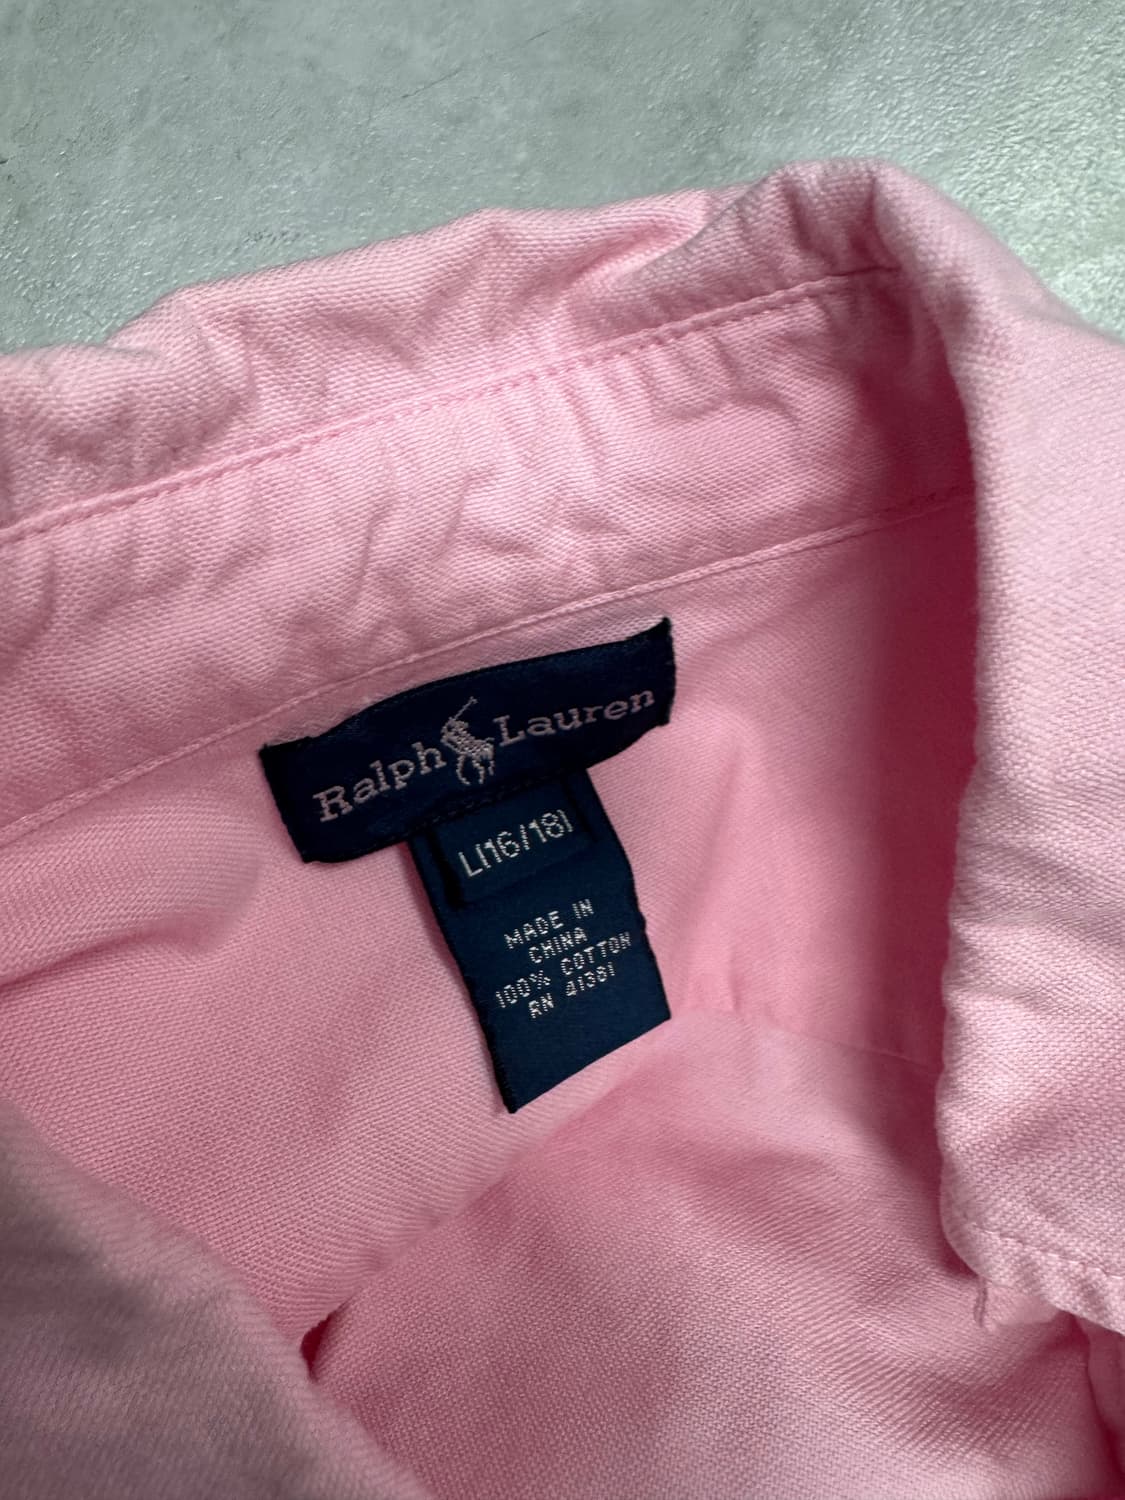 Ralph Lauren
L(16/18)
MADE IN
CHINA
100% COTTON
RN 41381